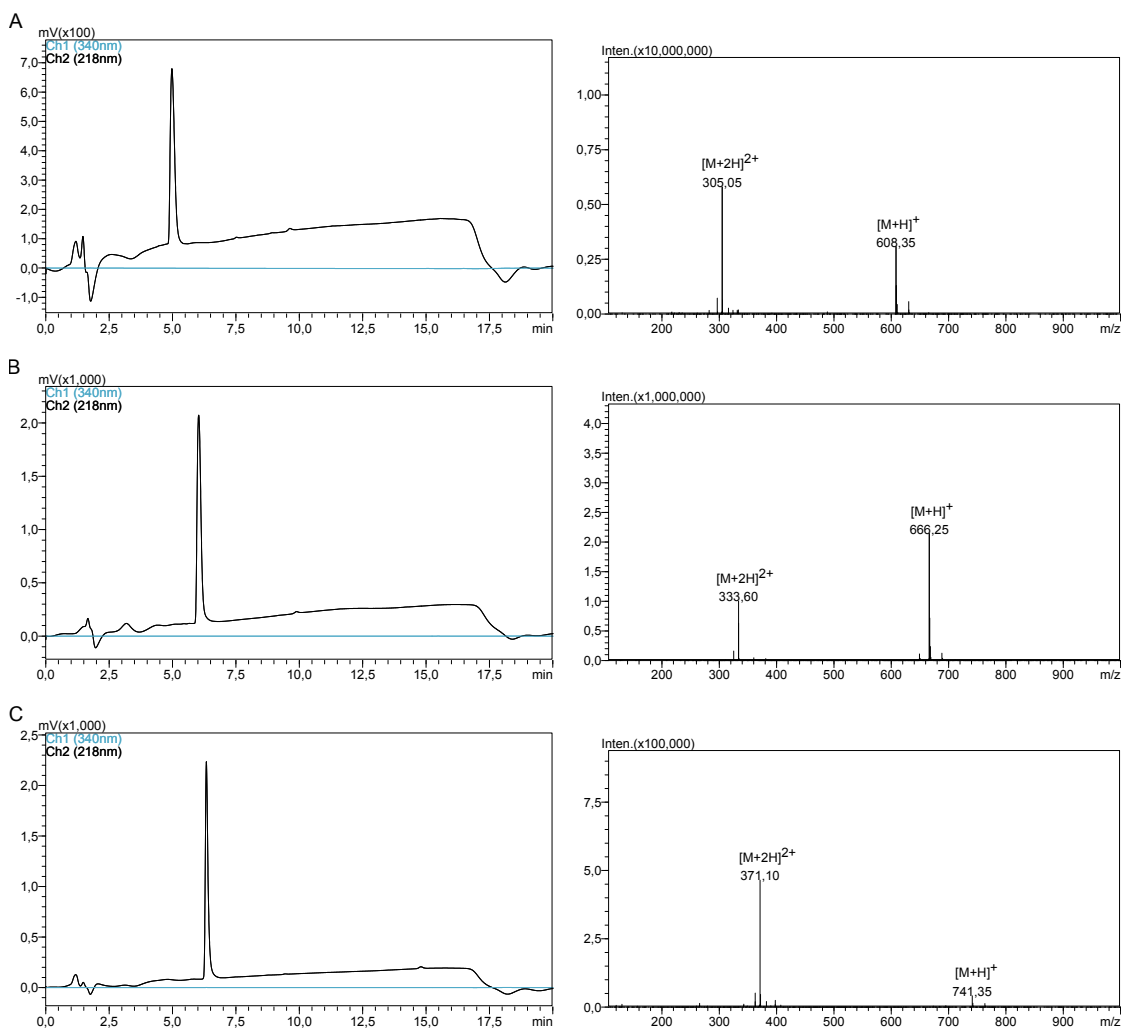 A
mV(x100)
Ch1 (340nm)
Ch2 (218nm)
7,0
6,0
5,0
4,0
3,0
2,0
1,0
0,0
-1,0
0,0 2,5 5,0 7,5 10,0 12,5 15,0 17,5 min
Inten.(x10,000,000)
1,00
0,75
0,50
0,25
0,00
[M+2H]2+
305,05
[M+H]+
608,35
200 300 400 500 600 700 800 900 m/z
B
mV(x1,000)
Ch1 (340nm)
Ch2 (218nm)
2,0
1,5
1,0
0,5
0,0
0,0 2,5 5,0 7,5 10,0 12,5 15,0 17,5 min
Inten.(x1,000,000)
4,0
3,5
3,0
2,5
2,0
1,5
1,0
0,5
0,0
[M+H]+
666,25
[M+2H]2+
333,60
200 300 400 500 600 700 800 900 m/z
C
mV(x1,000)
2,5
Ch1 (340nm)
Ch2 (218nm)
2,0
1,5
1,0
0,5
0,0
0,0 2,5 5,0 7,5 10,0 12,5 15,0 17,5 min
Inten.(x100,000)
7,5
5,0
2,5
0,0
[M+2H]2+
371,10
[M+H]+
741,35
200 300 400 500 600 700 800 900 m/z